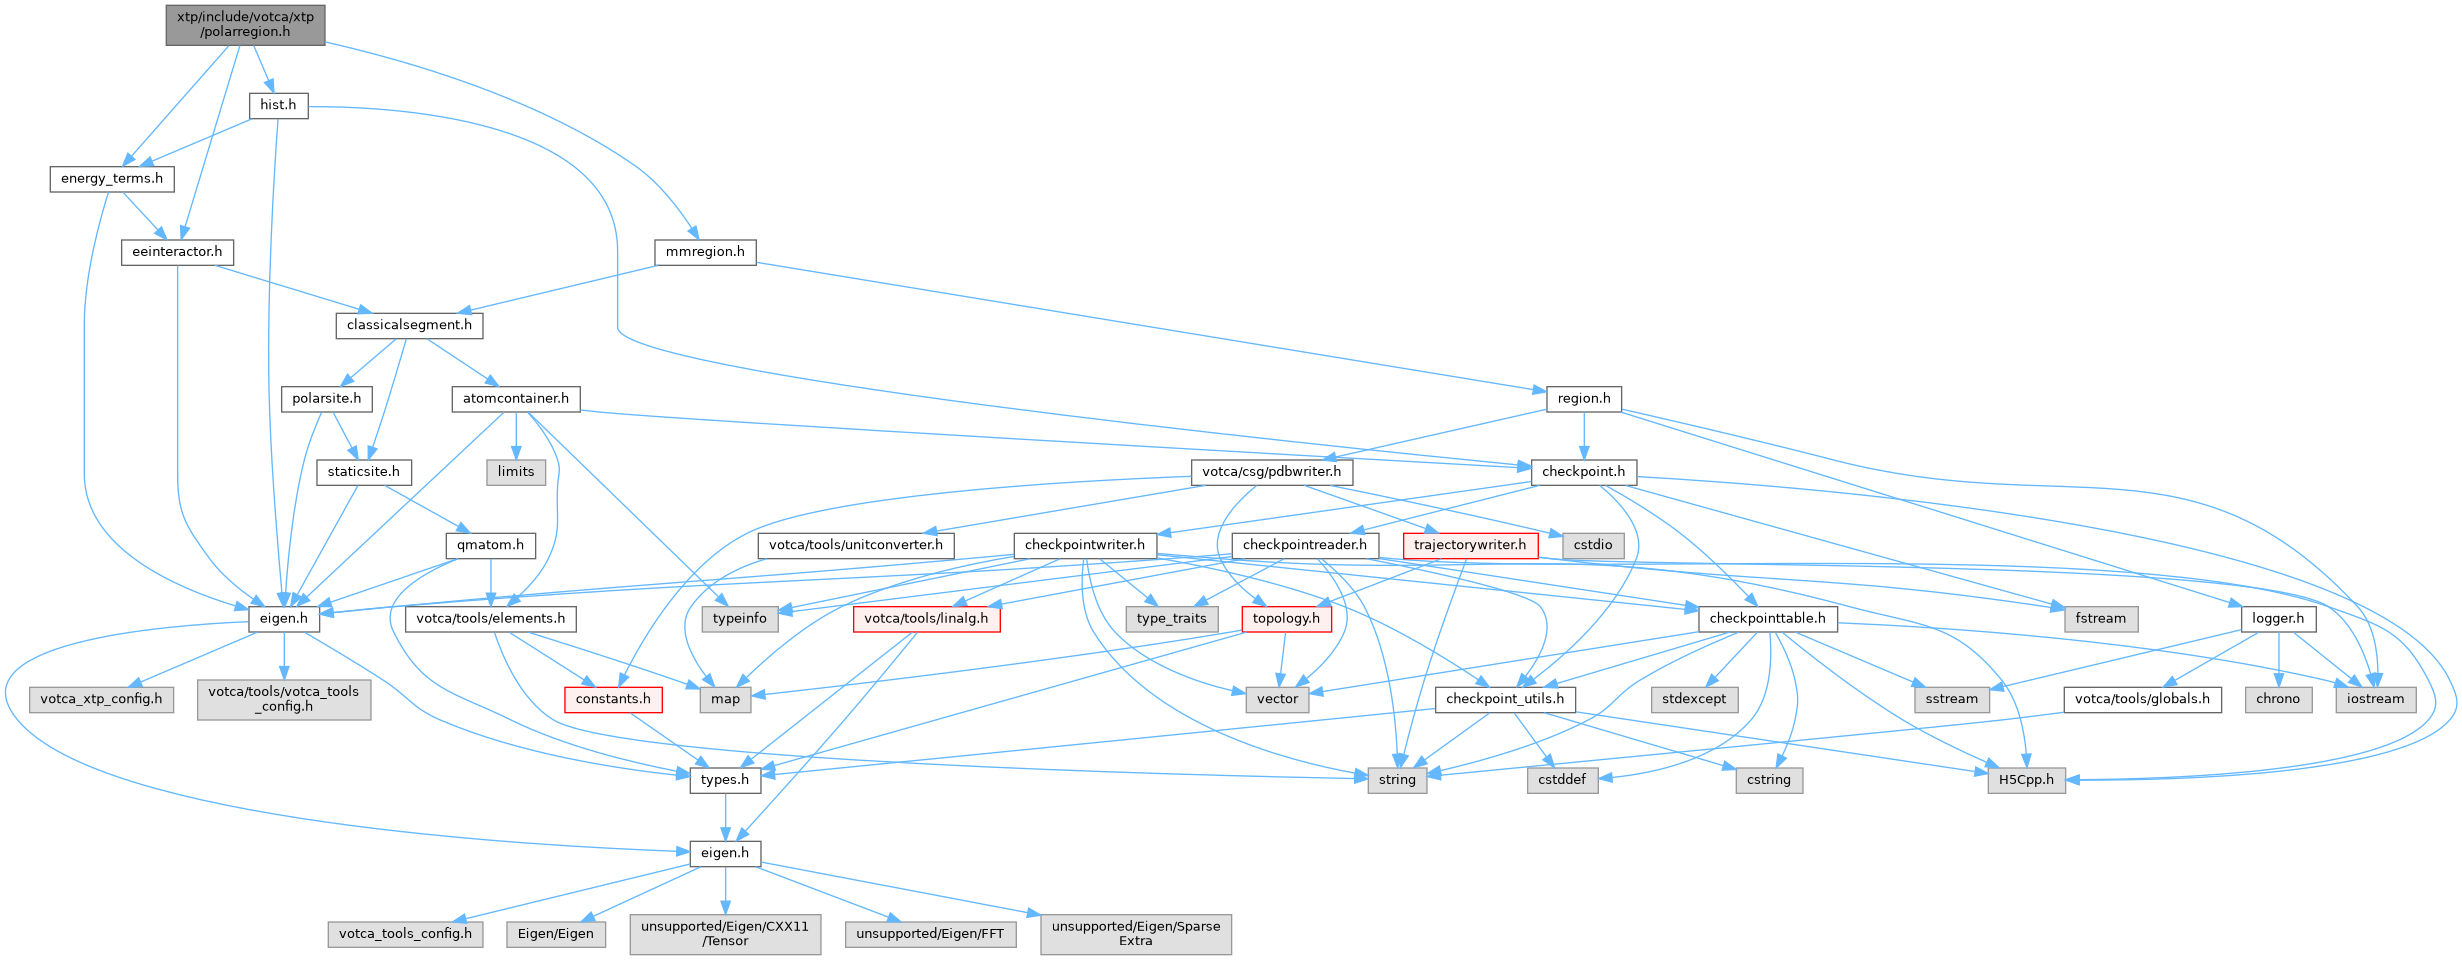 xtp/include/votca/xtp
/polarregion.h
hist.h
energy_terms.h
eeinteractor.h
mmregion.h
classicalsegment.h
polarsite.h
atomcontainer.h
region.h
staticsite.h
limits
votca/csg/pdbwriter.h
checkpoint.h
qmatom.h
votca/tools/unitconverter.h
checkpointwriter.h
checkpointreader.h
trajectorywriter.h
cstdio
eigen.h
votca/tools/elements.h
typeinfo
votca/tools/linalg.h
type_traits
topology.h
checkpointtable.h
fstream
logger.h
votca_xtp_config.h
votca/tools/votca_tools
_config.h
constants.h
map
vector
checkpoint_utils.h
stdexcept
sstream
votca/tools/globals.h
chrono
iostream
types.h
string
cstddef
cstring
H5Cpp.h
eigen.h
votca_tools_config.h
Eigen/Eigen
unsupported/Eigen/CXX11
/Tensor
unsupported/Eigen/FFT
unsupported/Eigen/Sparse
Extra